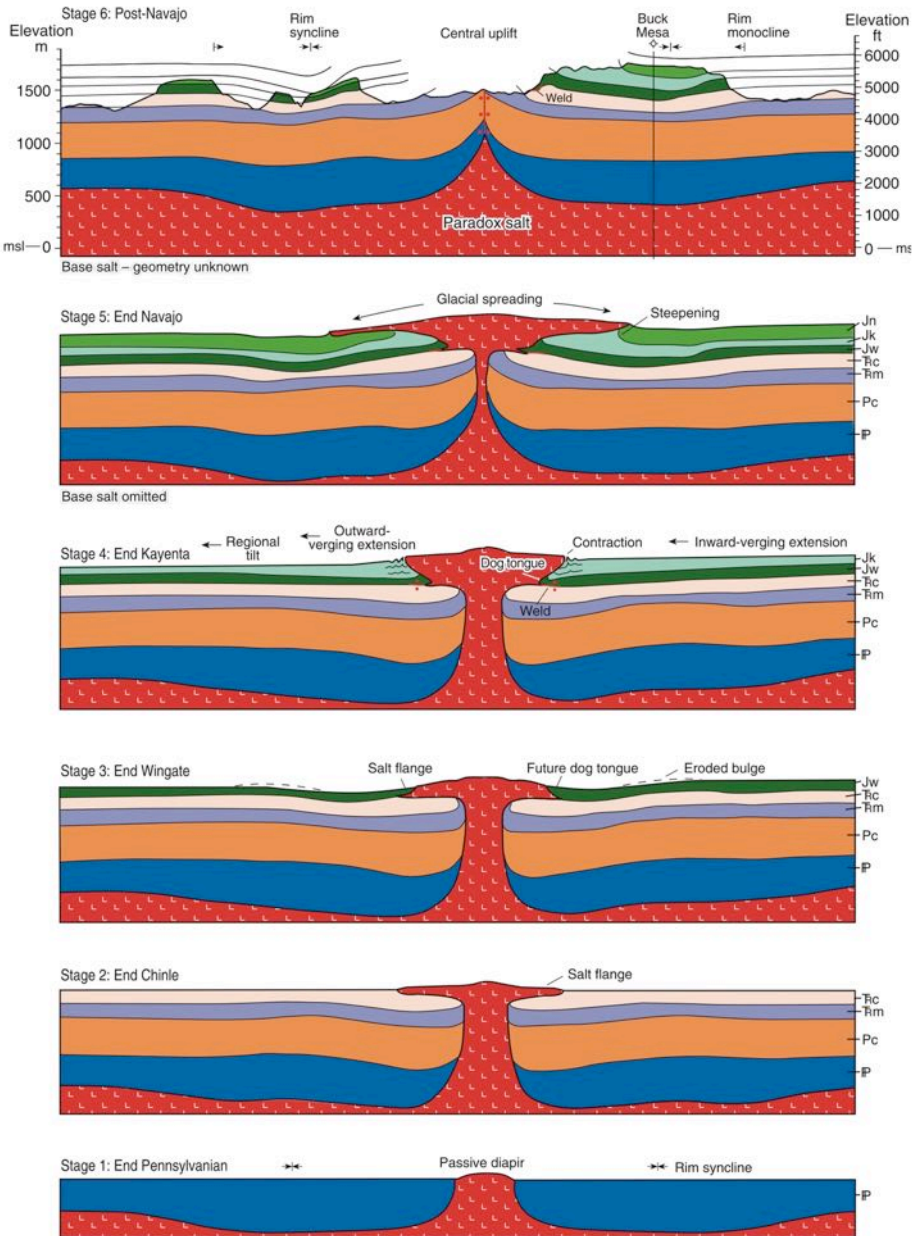 Stage 6: Post-Navajo
Elevation
m
Rim
syncline
Central uplift
Buck
Mesa
Rim
monocline
Elevation
ft
1500
1000
500
msl—0
6000
5000
4000
3000
2000
1000
0 — ms
Weld
Paradox salt
Base salt – geometry unknown
Stage 5: End Navajo
Glacial spreading
Steepening
Jn
Jk
Jw
Ꞧc
Ꞧm
Pc
IP
Base salt omitted
Stage 4: End Kayenta
Regional
tilt
Outward-
verging extension
Contraction
Inward-verging extension
Dog tongue
Weld
Jk
Jw
Ꞧc
Ꞧm
Pc
IP
Stage 3: End Wingate
Salt flange
Future dog tongue
Eroded bulge
Jw
Ꞧc
Ꞧm
Pc
IP
Stage 2: End Chinle
Salt flange
Ꞧc
Ꞧm
Pc
IP
Stage 1: End Pennsylvanian
Passive diapir
Rim syncline
IP